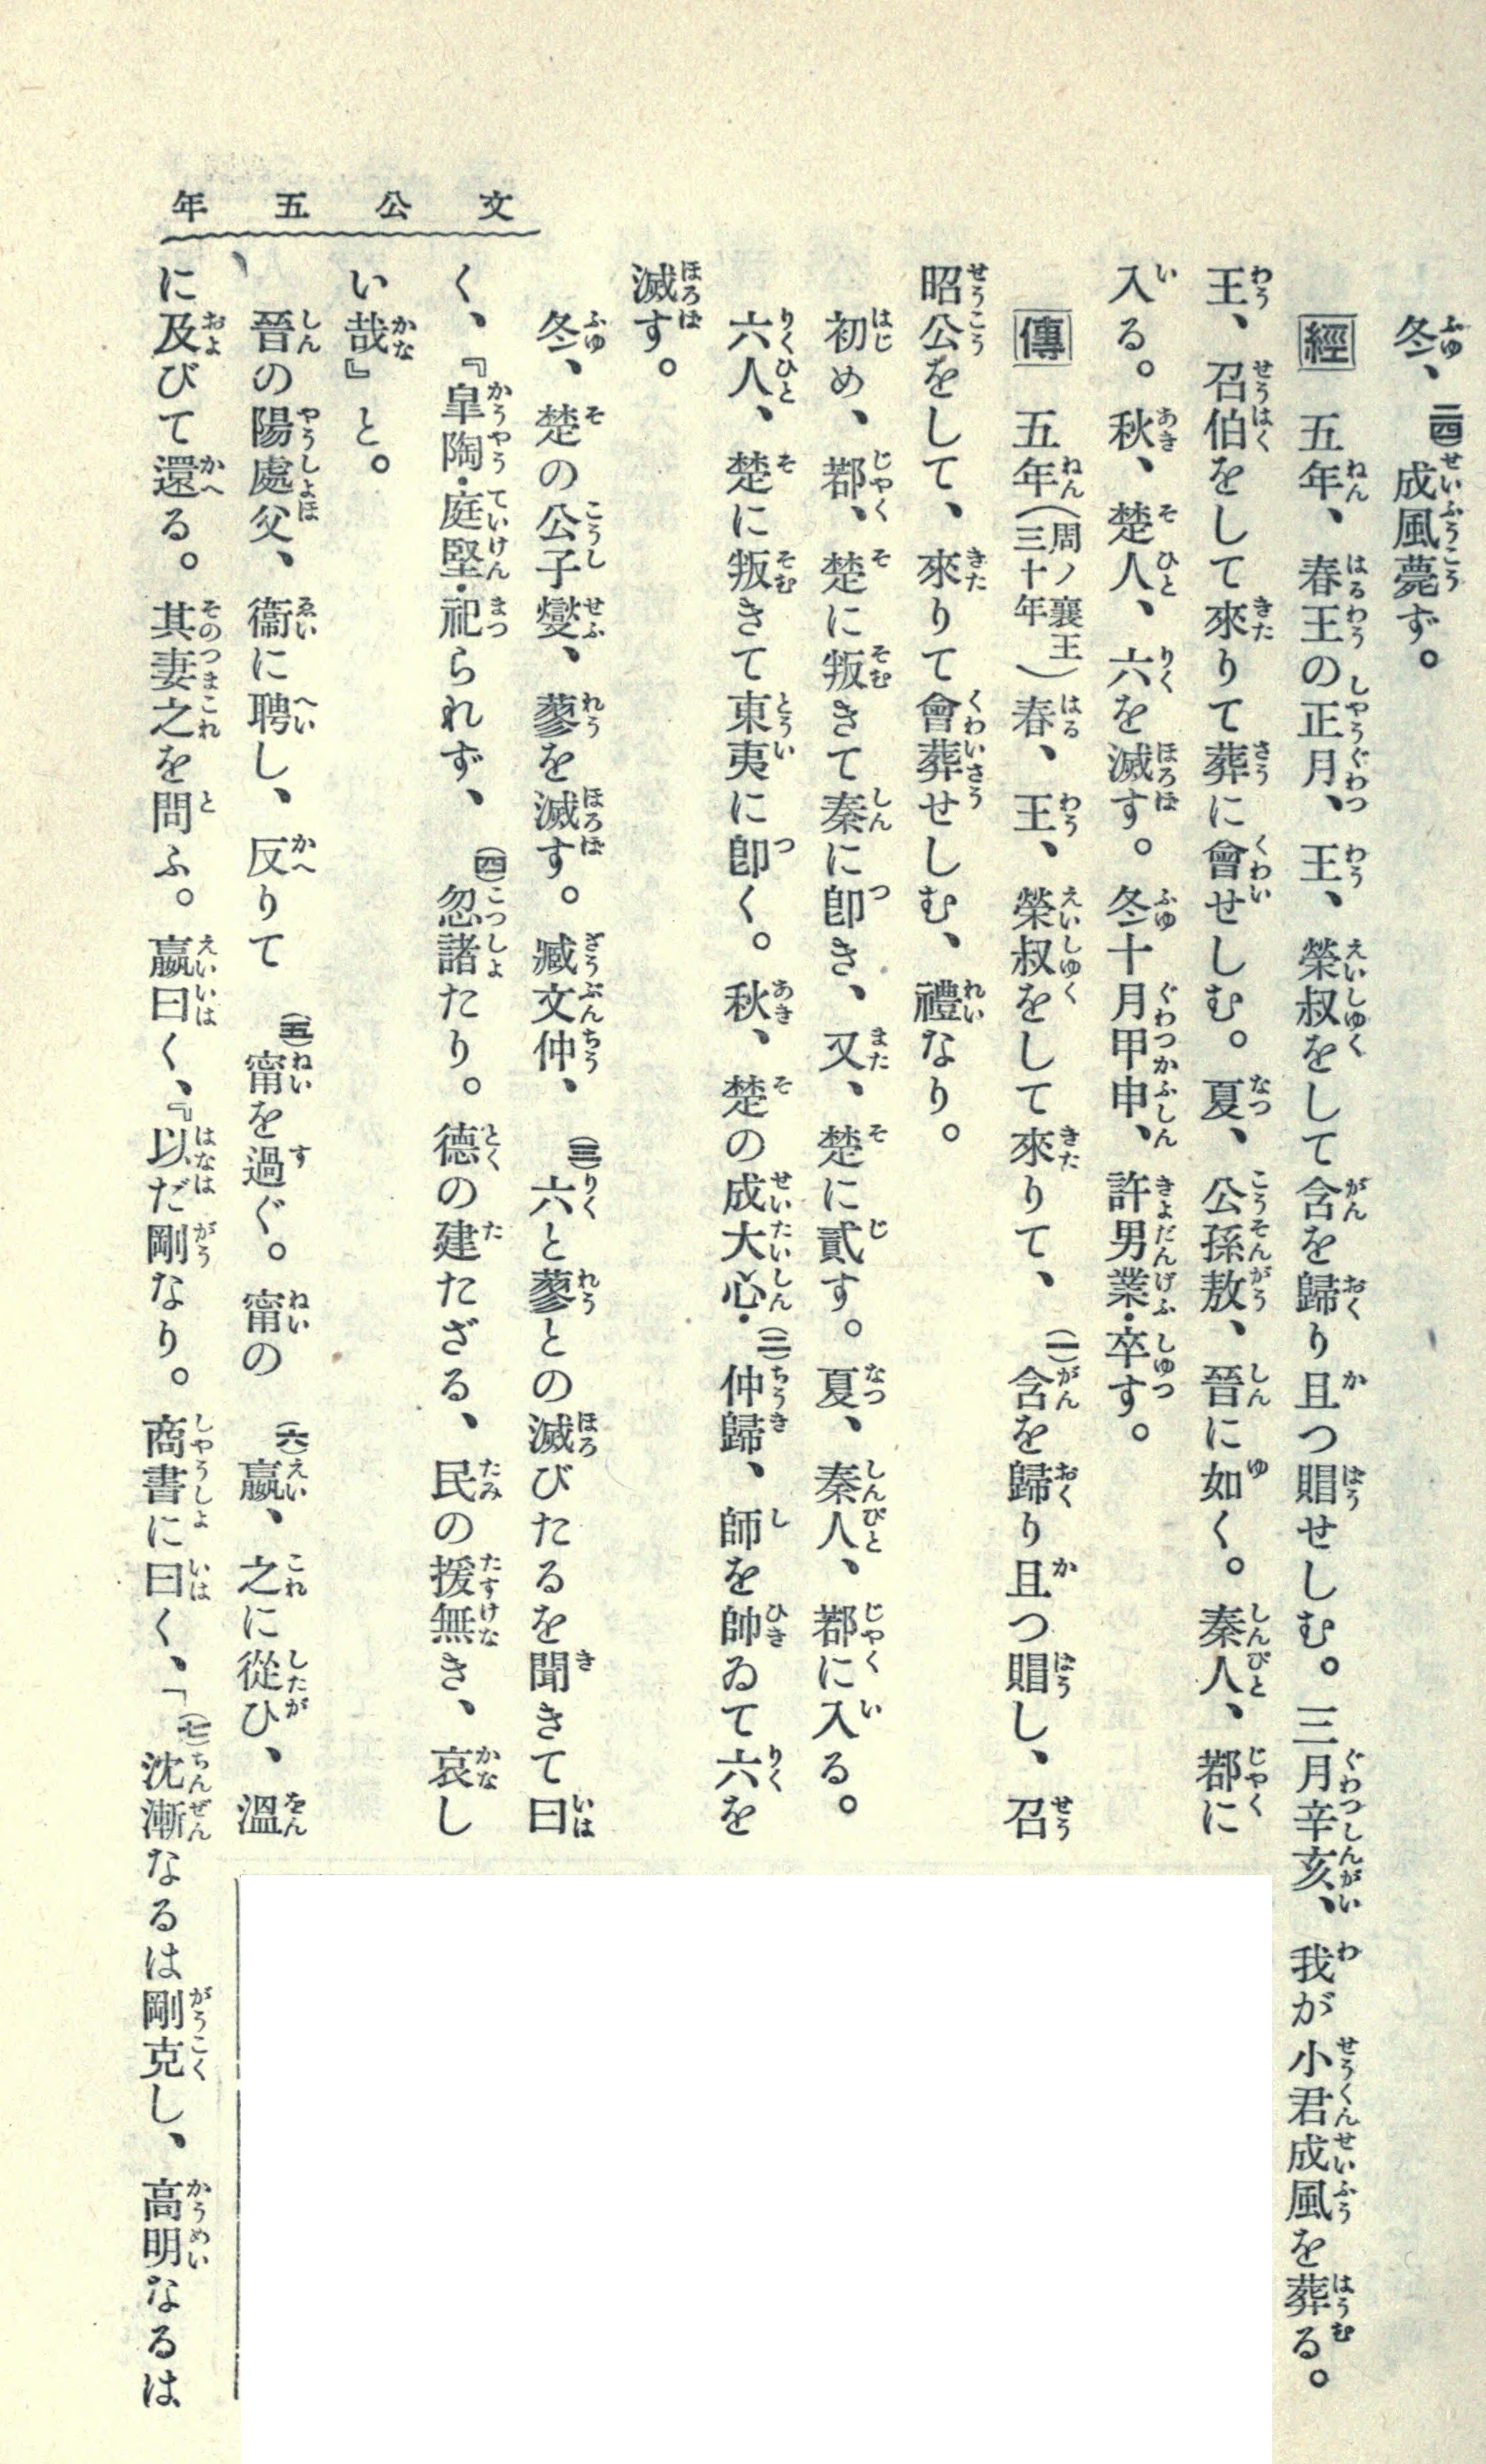 冬、(二四)成風薨ず。
經 五年、春王の正月、王、榮叔をして含を歸り且つ賵せしむ。三月辛亥、我が小君成風を葬る。
王、召伯をして來りて葬に會せしむ。夏、公孫敖、晉に如く。秦人、鄀に
入る。秋、楚人、六を滅す。冬十月甲申、許男業・卒す。
傳 五年(周ノ襄王三十年)春、王、榮叔をして來りて、(一)含を歸り且つ賵し、召
昭公をして、來りて會葬せしむ、禮なり。
初め、鄀、楚に叛きて秦に卽き、又、楚に貳す。夏、秦人、鄀に入る。
六人、楚に叛きて東夷に卽く。秋、楚の成大心・(二)仲歸、師を帥ゐて六を
滅す。
冬、楚の公子燮、蓼を滅す。臧文仲、(三)六と蓼との滅びたるを聞きて曰
く、『皐陶・庭堅・祀られず、(四)忽諸たり。德の建たざる、民の援無き、哀し
い哉』と。
晉の陽處父、衞に聘し、反りて(五)甯を過ぐ。甯の(六)嬴、之に從ひ、溫
に及びて還る。其妻之を問ふ。嬴曰く、『以だ剛なり。商書に曰く、「(七)沈漸なるは剛克し、高明なるは
文公五年